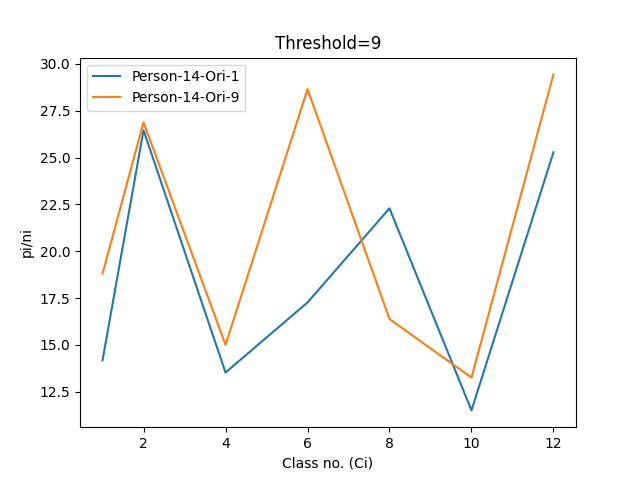 Threshold=9
Person-14-Ori-1
Person-14-Ori-9
30.0
27.5
25.0
22.5
20.0
17.5
15.0
12.5
pi/ni
2 4 6 8 10 12
Class no. (Ci)